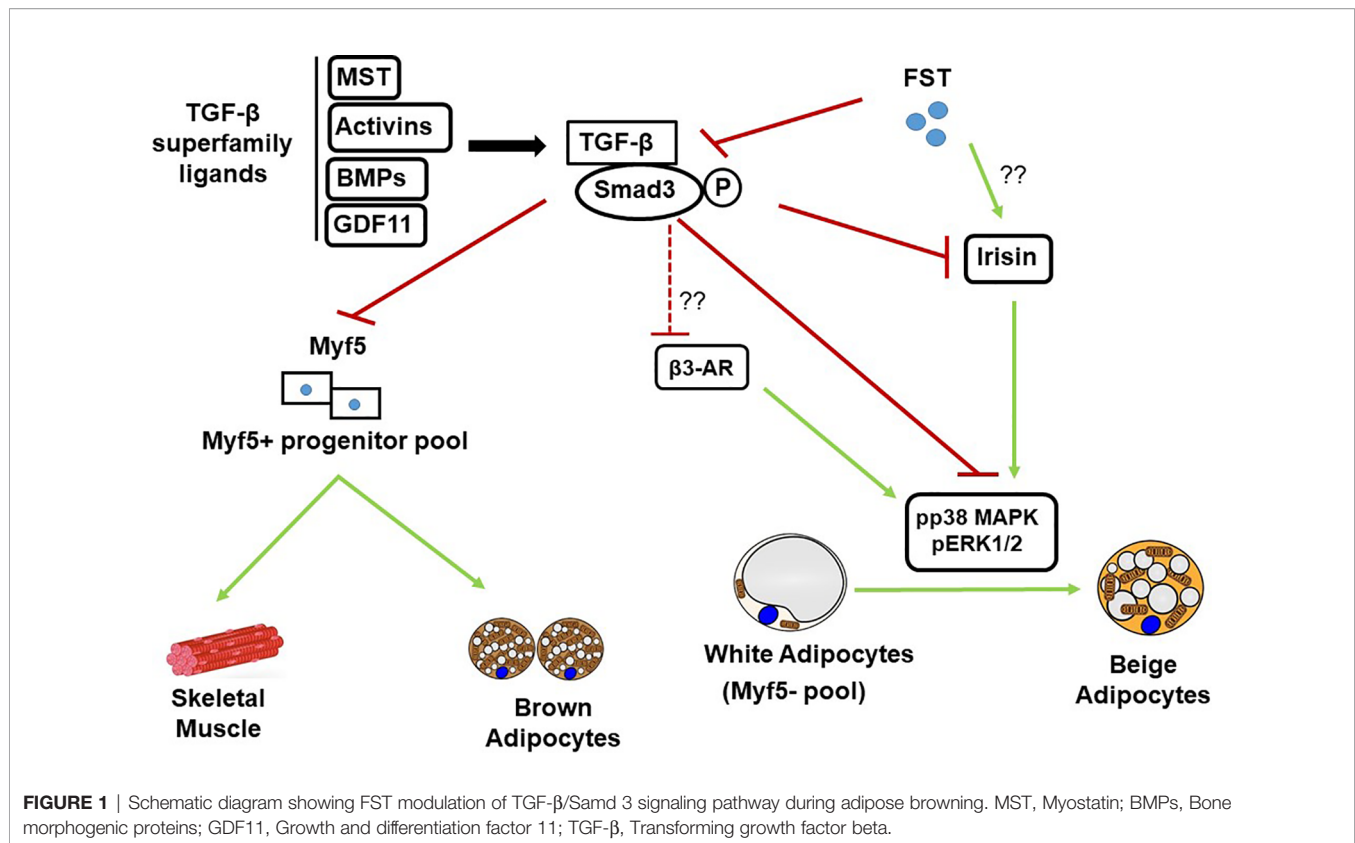 TGF-β
superfamily
ligands
MST
Activins
BMPs
GDF11
TGF-β
Smad3
P
FST
??
Irisin
??
β3-AR
Myf5
Myf5+ progenitor pool
pp38 MAPK
pERK1/2
Skeletal
Muscle
Brown
Adipocytes
White Adipocytes
(Myf5- pool)
Beige
Adipocytes
FIGURE 1 | Schematic diagram showing FST modulation of TGF-β/Samd 3 signaling pathway during adipose browning. MST, Myostatin; BMPs, Bone
morphogenic proteins; GDF11, Growth and differentiation factor 11; TGF-β, Transforming growth factor beta.